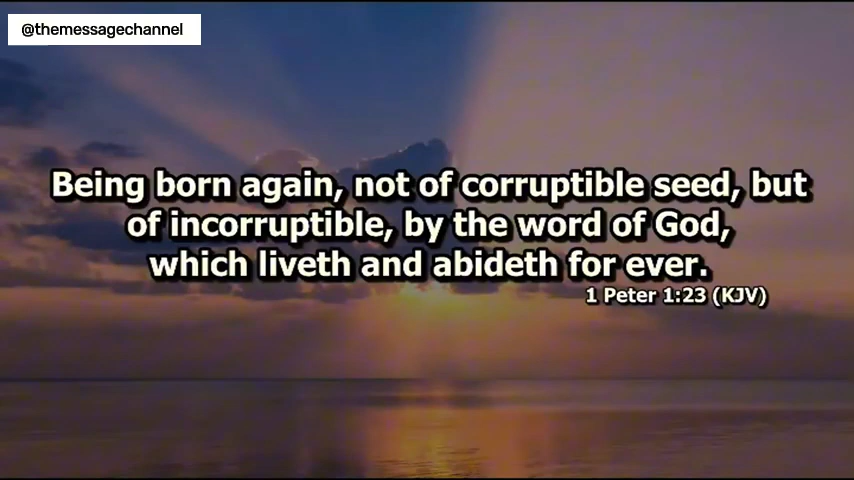 @themessagechannel
Being born again, not of corruptible seed, but
of incorruptible, by the word of God,
which liveth and abideth for ever.
1 Peter 1:23 (KJV)